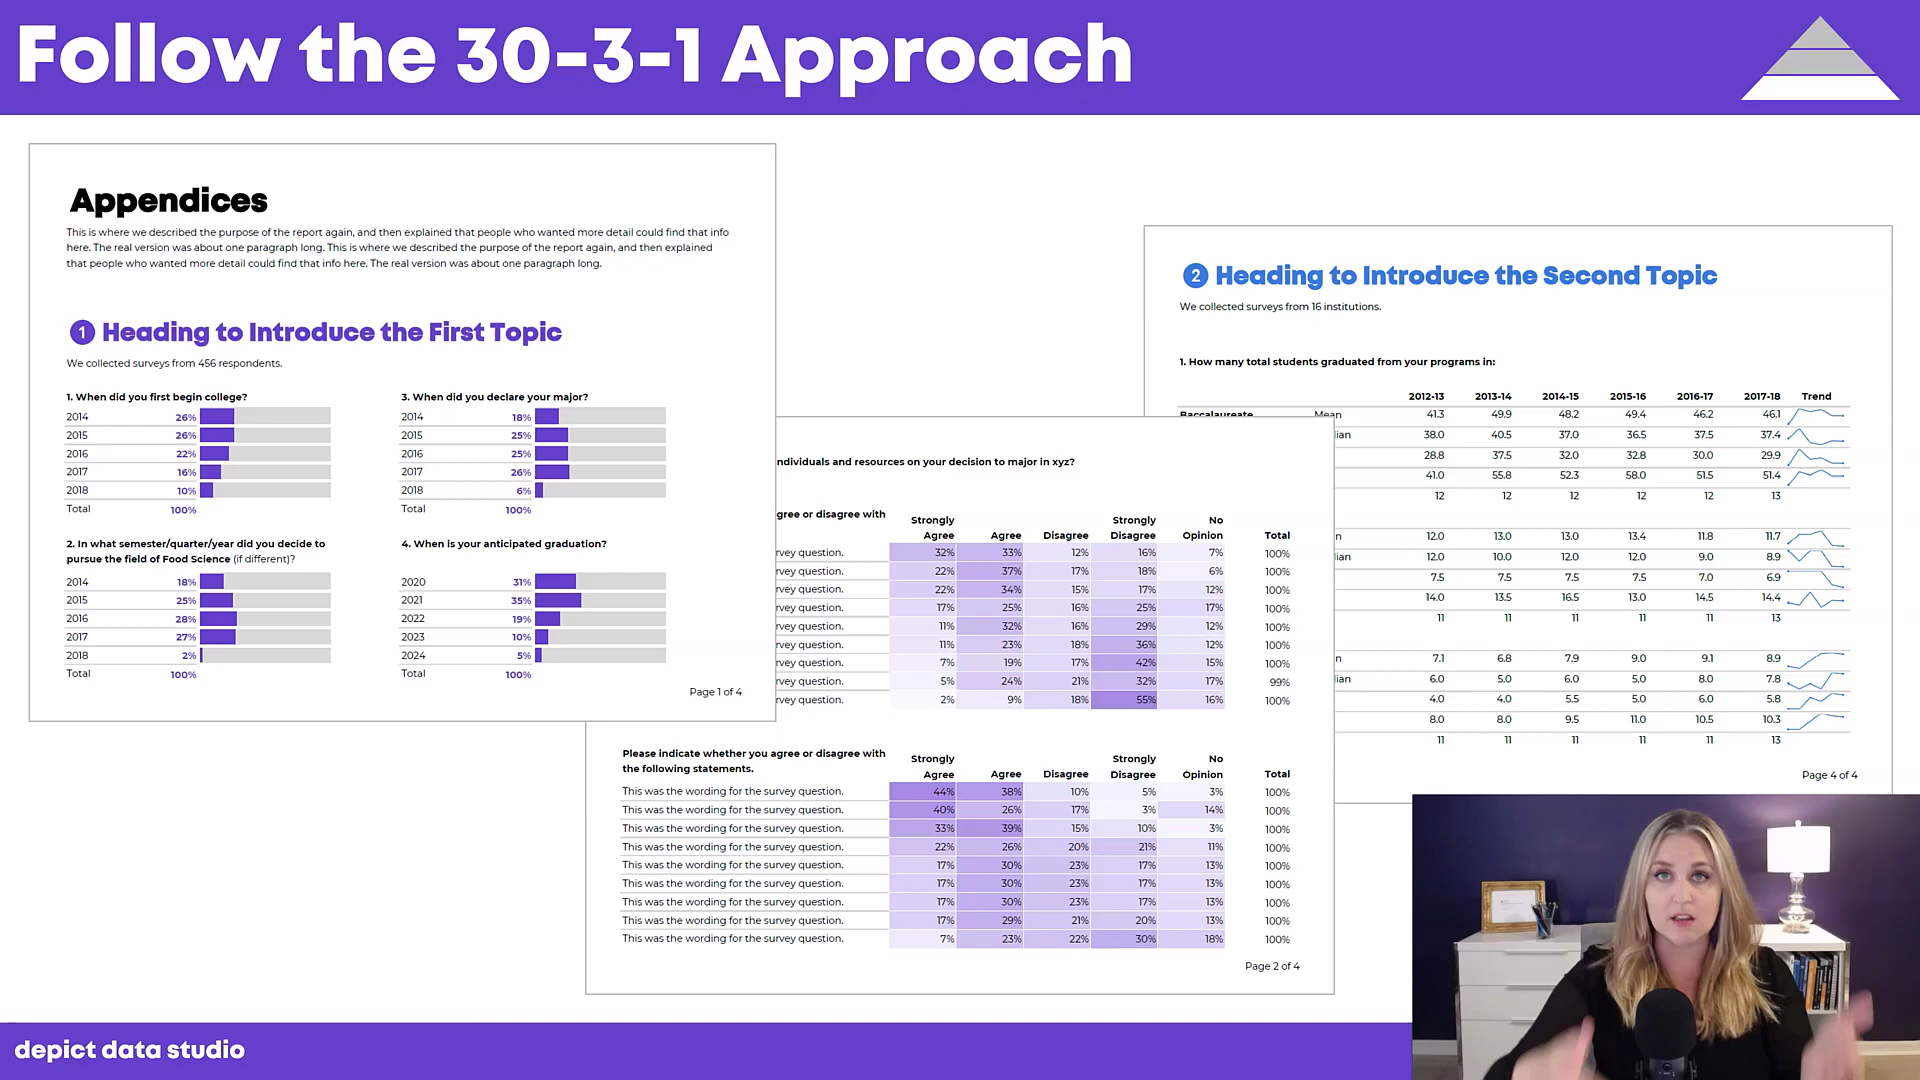 Follow the 30-3-1 Approach
Appendices
This is where we described the purpose of the report again, and then explained that people who wanted more detail could find that info
here. The real version was about one paragraph long. This is where we described the purpose of the report again, and then explained
that people who wanted more detail could find that info here. The real version was about one paragraph long.
1 Heading to Introduce the First Topic
We collected surveys from 456 respondents.
1. When did you first begin college?
2014 26%
2015 26%
2016 22%
2017 16%
2018 10%
Total 100%
2. In what semester/quarter/year did you decide to
pursue the field of Food Science (if different)?
2014 18%
2015 25%
2016 28%
2017 27%
2018 2%
Total 100%
3. When did you declare your major?
2014 18%
2015 25%
2016 25%
2017 26%
2018 6%
Total 100%
4. When is your anticipated graduation?
2020 31%
2021 35%
2022 19%
2023 10%
2024 5%
Total 100%
Page 1 of 4
ndividuals and resources on your decision to major in xyz?
gree or disagree with
Strongly Agree Agree Disagree Strongly Disagree No Opinion Total
rvey question. 32% 33% 12% 16% 7% 100%
rvey question. 22% 37% 17% 18% 6% 100%
rvey question. 22% 34% 15% 17% 12% 100%
rvey question. 17% 25% 16% 25% 17% 100%
rvey question. 11% 32% 16% 29% 12% 100%
rvey question. 11% 23% 18% 36% 12% 100%
rvey question. 7% 19% 17% 42% 15% 100%
rvey question. 5% 24% 21% 32% 17% 99%
rvey question. 2% 9% 18% 55% 16% 100%
Please indicate whether you agree or disagree with
the following statements.
Strongly Agree Agree Disagree Strongly Disagree No Opinion Total
This was the wording for the survey question. 44% 38% 10% 5% 3% 100%
This was the wording for the survey question. 40% 26% 17% 3% 14% 100%
This was the wording for the survey question. 33% 39% 15% 10% 3% 100%
This was the wording for the survey question. 22% 26% 20% 21% 11% 100%
This was the wording for the survey question. 17% 30% 23% 17% 13% 100%
This was the wording for the survey question. 17% 30% 23% 17% 13% 100%
This was the wording for the survey question. 17% 30% 23% 17% 13% 100%
This was the wording for the survey question. 17% 29% 21% 20% 13% 100%
This was the wording for the survey question. 7% 23% 22% 30% 18% 100%
Page 2 of 4
2 Heading to Introduce the Second Topic
We collected surveys from 16 institutions.
1. How many total students graduated from your programs in:
2012-13 2013-14 2014-15 2015-16 2016-17 2017-18 Trend
Baccalaureate Mean 41.3 49.9 48.2 49.4 46.2 46.1
ian 38.0 40.5 37.0 36.5 37.5 37.4
28.8 37.5 32.0 32.8 30.0 29.9
41.0 55.8 52.3 58.0 51.5 51.4
12 12 12 12 12 13
n 12.0 13.0 13.0 13.4 11.8 11.7
ian 12.0 10.0 12.0 12.0 9.0 8.9
7.5 7.5 7.5 7.5 7.0 6.9
14.0 13.5 16.5 13.0 14.5 14.4
11 11 11 11 11 13
n 7.1 6.8 7.9 9.0 9.1 8.9
ian 6.0 5.0 6.0 5.0 8.0 7.8
4.0 4.0 5.5 5.0 6.0 5.8
8.0 8.0 9.5 11.0 10.5 10.3
11 11 11 11 11 13
Page 4 of 4
depict data studio